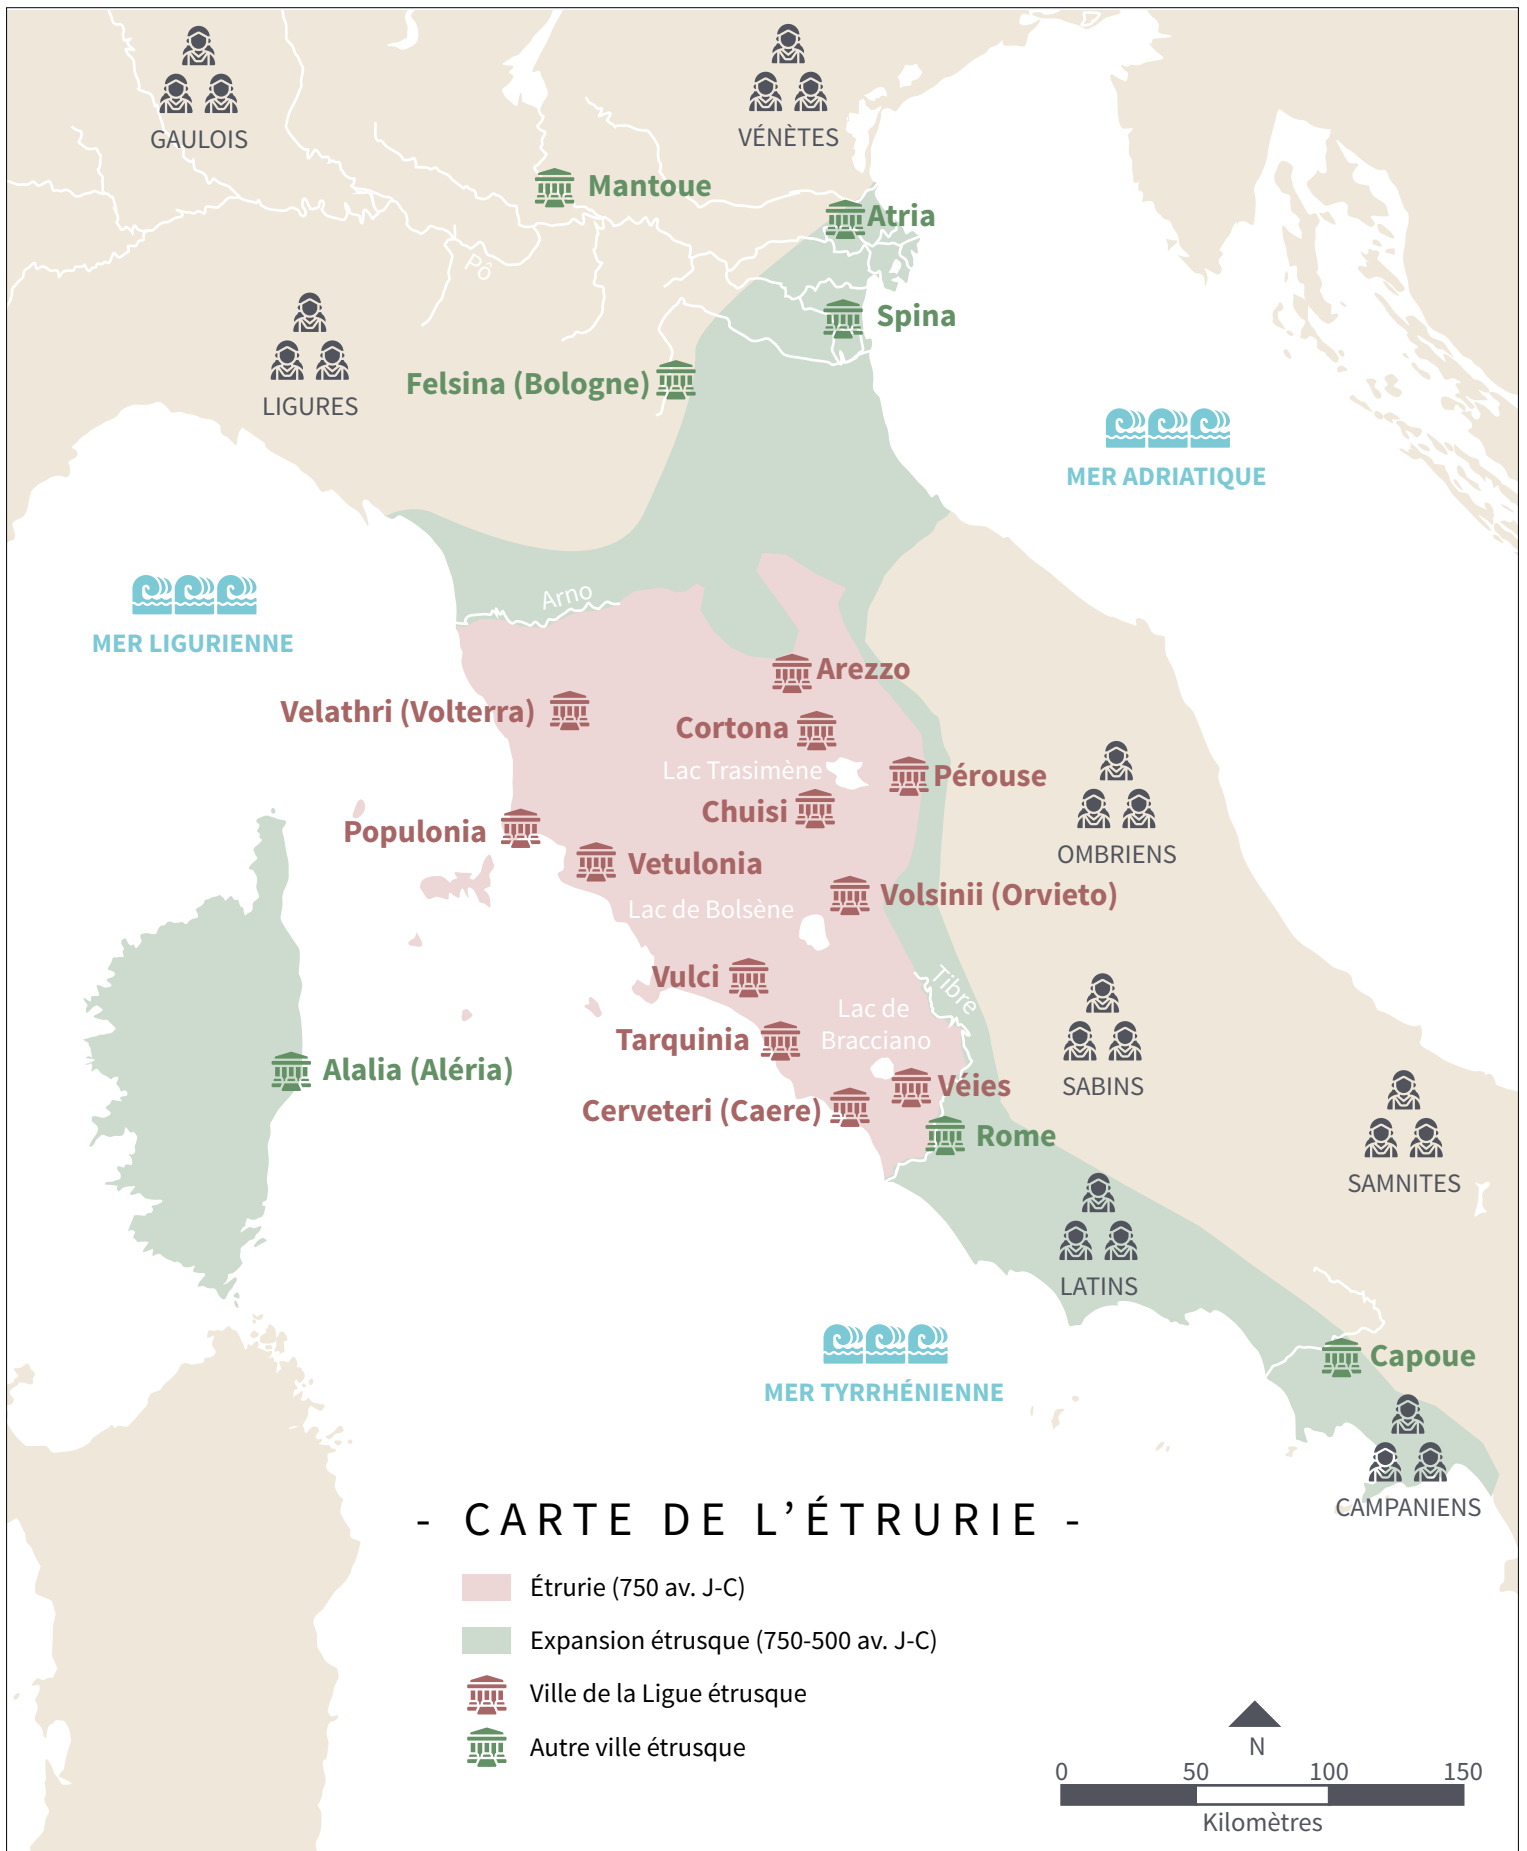 GAULOIS
VÉNÈTES
Mantoue
Atria
Pô
Spina
LIGURES
Felsina (Bologne)
MER ADRIATIQUE
MER LIGURIENNE
Arno
Arezzo
Velathri (Volterra)
Cortona
Lac Trasimène
Pérouse
Chuisi
Populonia
OMBRIENS
Vetulonia
Volsinii (Orvieto)
Lac de Bolsène
Vulci
Tibre
Lac de
Bracciano
Tarquinia
Alalia (Aléria)
Véies
SABINS
Cerveteri (Caere)
Rome
SAMNITES
LATINS
Capoue
MER TYRRHÉNIENNE
CAMPANIENS
- CARTE DE L’ÉTRURIE -
Étrurie (750 av. J-C)
Expansion étrusque (750-500 av. J-C)
Ville de la Ligue étrusque
Autre ville étrusque
N
0 50 100 150
Kilomètres